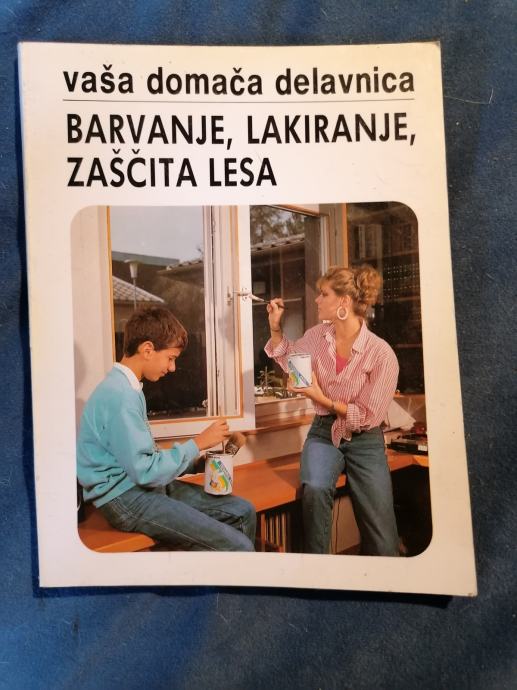 vaša domača delavnica
BARVANJE, LAKIRANJE,
ZAŠČITA LESA